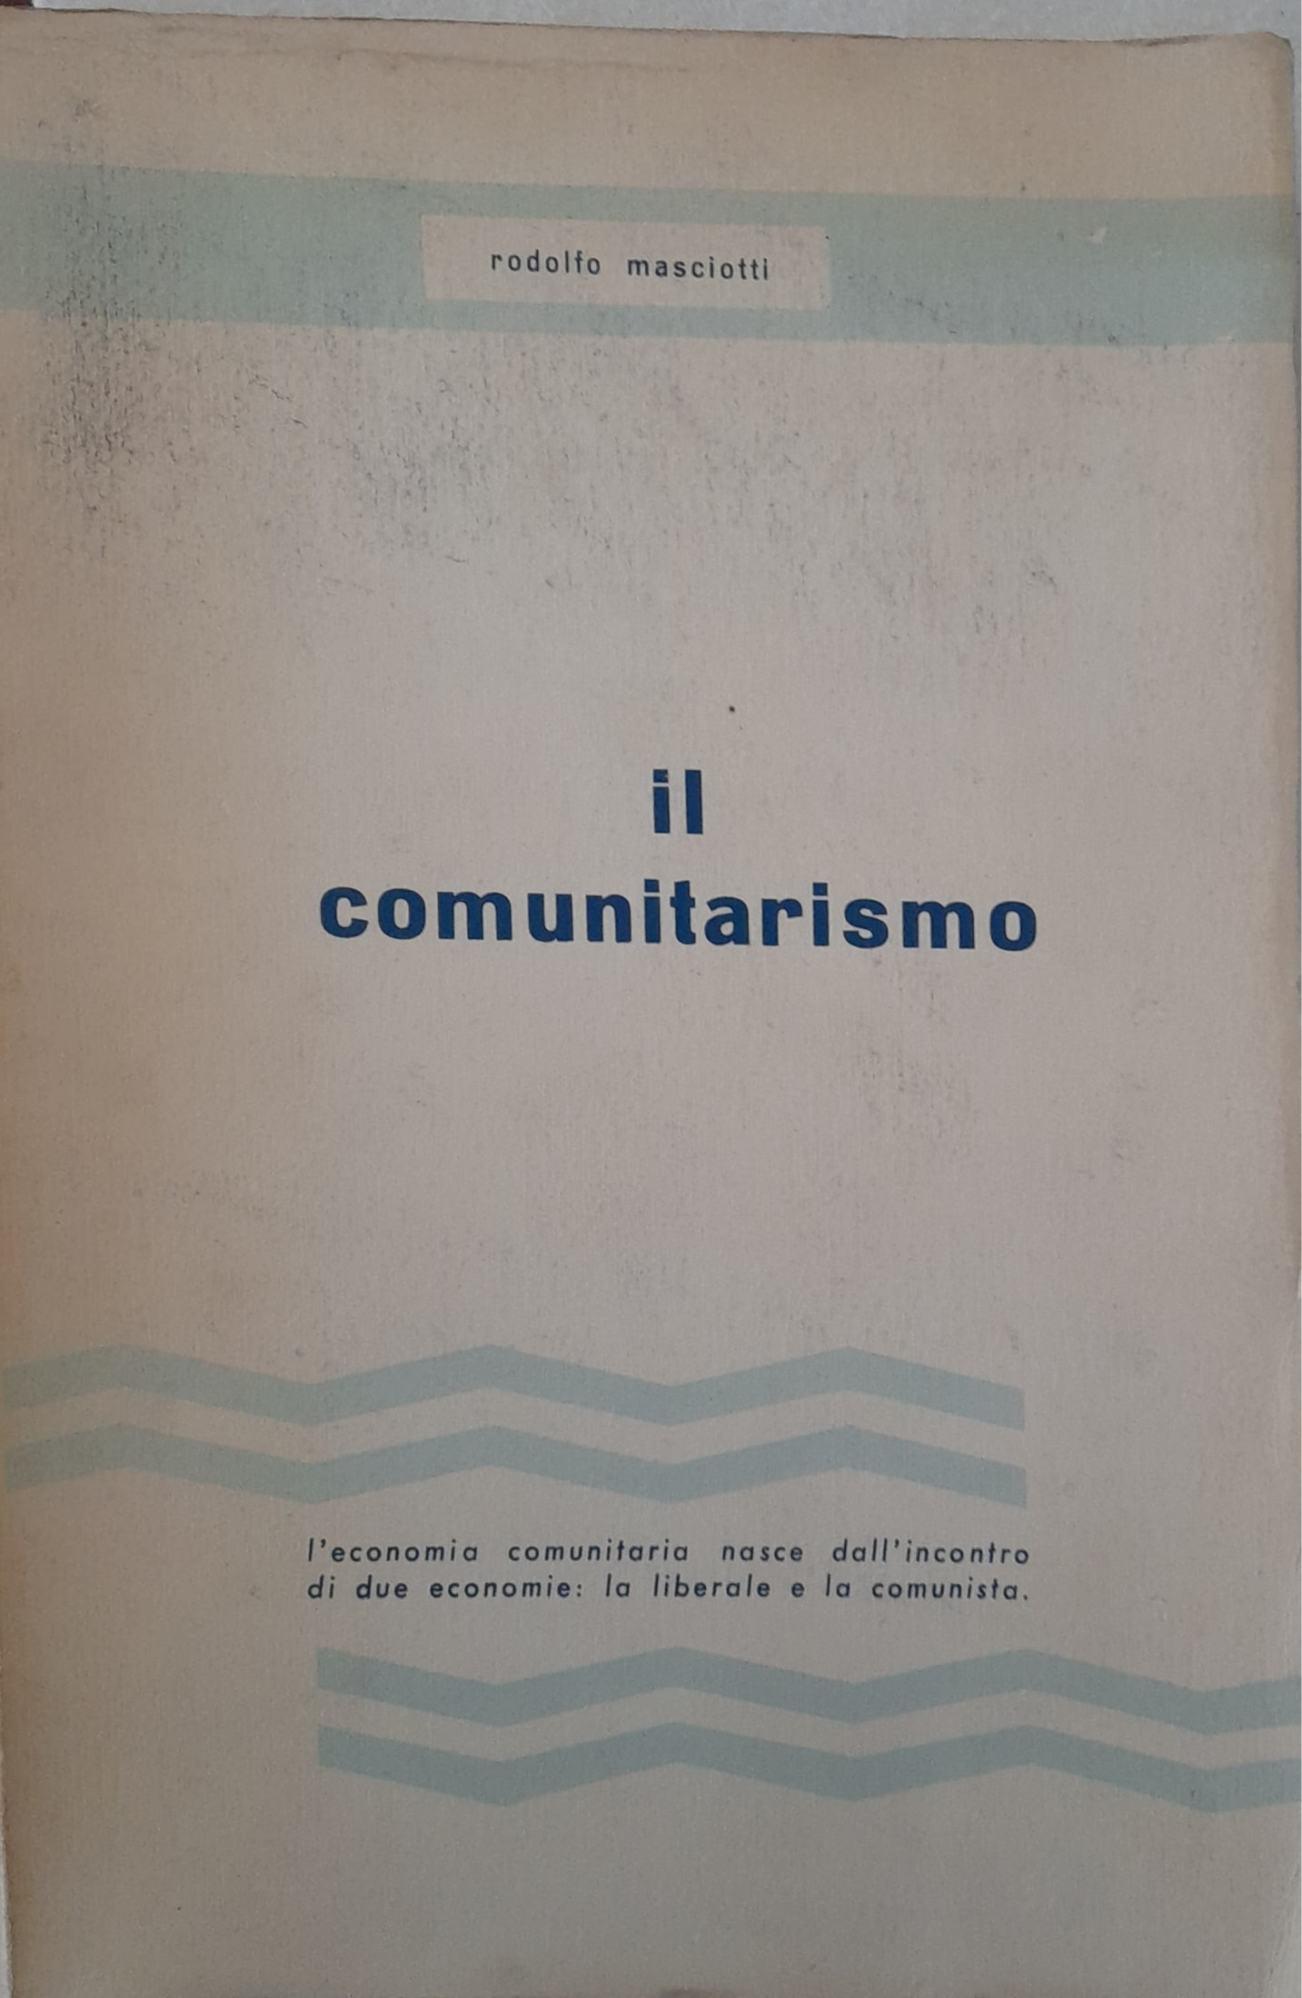 rodolfo masciotti
il
comunitarismo
l'economia comunitaria nasce dall'incontro
di due economie: la liberale e la comunista.